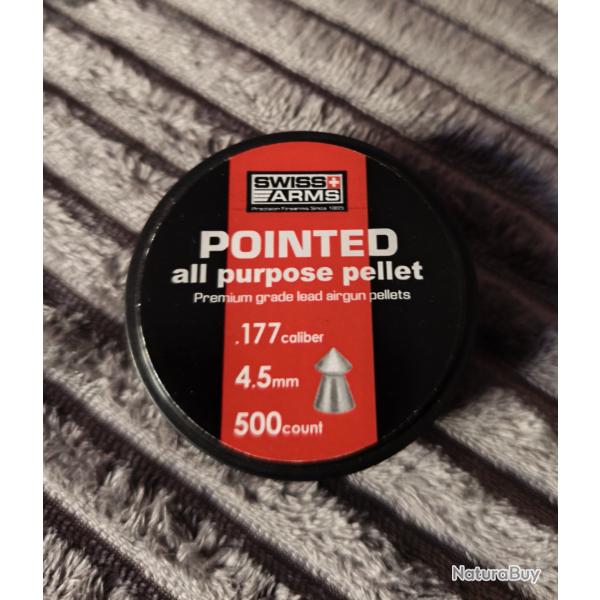 SWISS
ARMS
Precision Firearms Since 1885
POINTED
all purpose pellet
Premium grade lead airgun pellets
.177 caliber
4.5mm
500 count
NaturaBuy